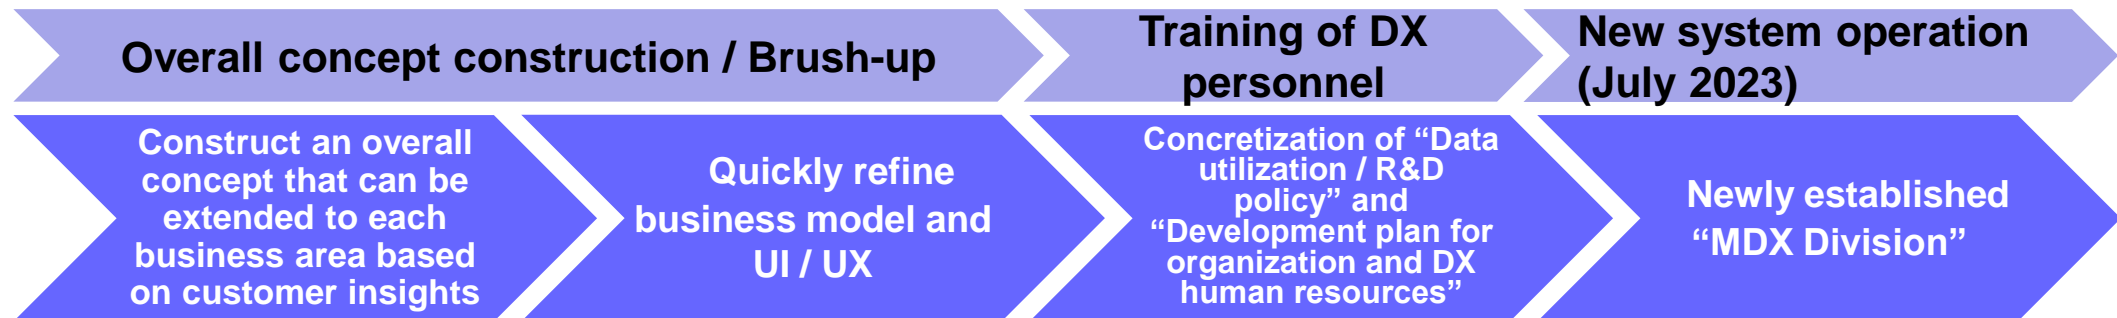 Overall concept construction / Brush-up
Training of DX
personnel
New system operation
(July 2023)
Construct an overall
concept that can be
extended to each
business area based
on customer insights
Quickly refine
business model and
UI / UX
Concretization of “Data
utilization / R&D
policy” and
“Development plan for
organization and DX
human resources”
Newly established
“MDX Division”